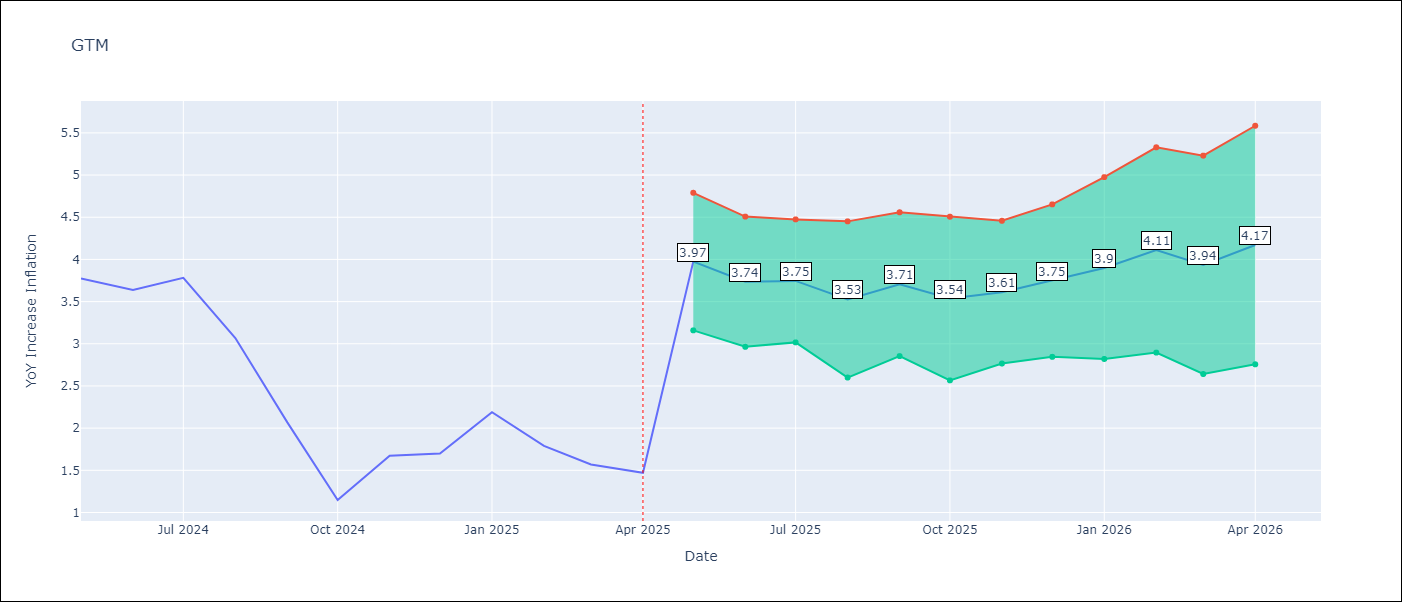 GTM
YoY Increase Inflation
5.5
5
4.5
4
3.5
3
2.5
2
1.5
1
3.97
3.74
3.75
3.53
3.71
3.54
3.61
3.75
3.9
4.11
3.94
4.17
Jul 2024
Oct 2024
Jan 2025
Apr 2025
Jul 2025
Oct 2025
Jan 2026
Apr 2026
Date